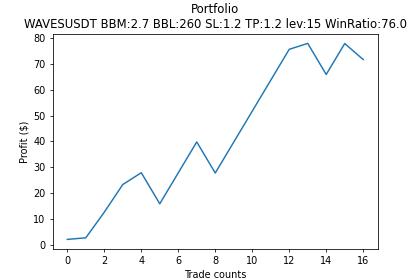 Portfolio
WAVESUSDT BBM:2.7 BBL:260 SL:1.2 TP:1.2 lev:15 WinRatio:76.0
80
70
60
50
40
30
20
10
0
Profit ($)
0 2 4 6 8 10 12 14 16
Trade counts